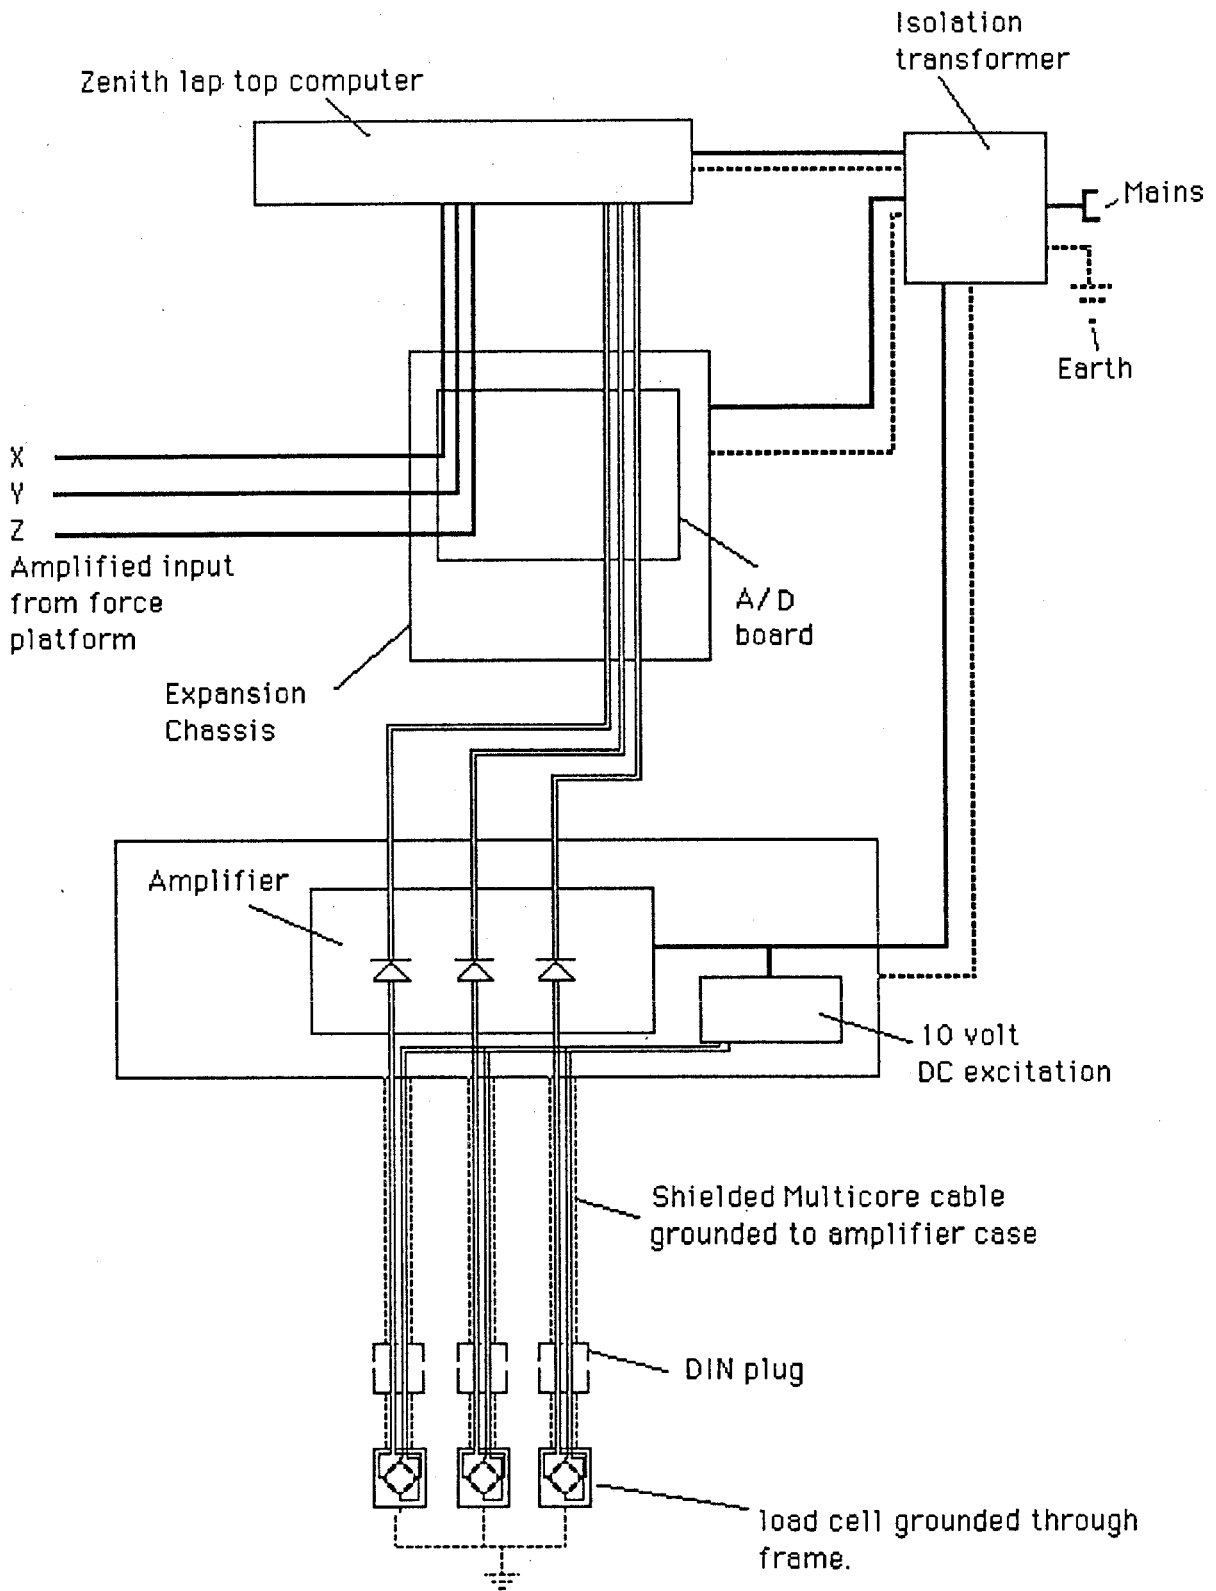 Isolation
transformer
Zenith lap top computer
Mains
Earth
X
Y
Z
Amplified input
from force
platform
A/D
board
Expansion
Chassis
Amplifier
10 volt
DC excitation
Shielded Multicore cable
grounded to amplifier case
DIN plug
load cell grounded through
frame.